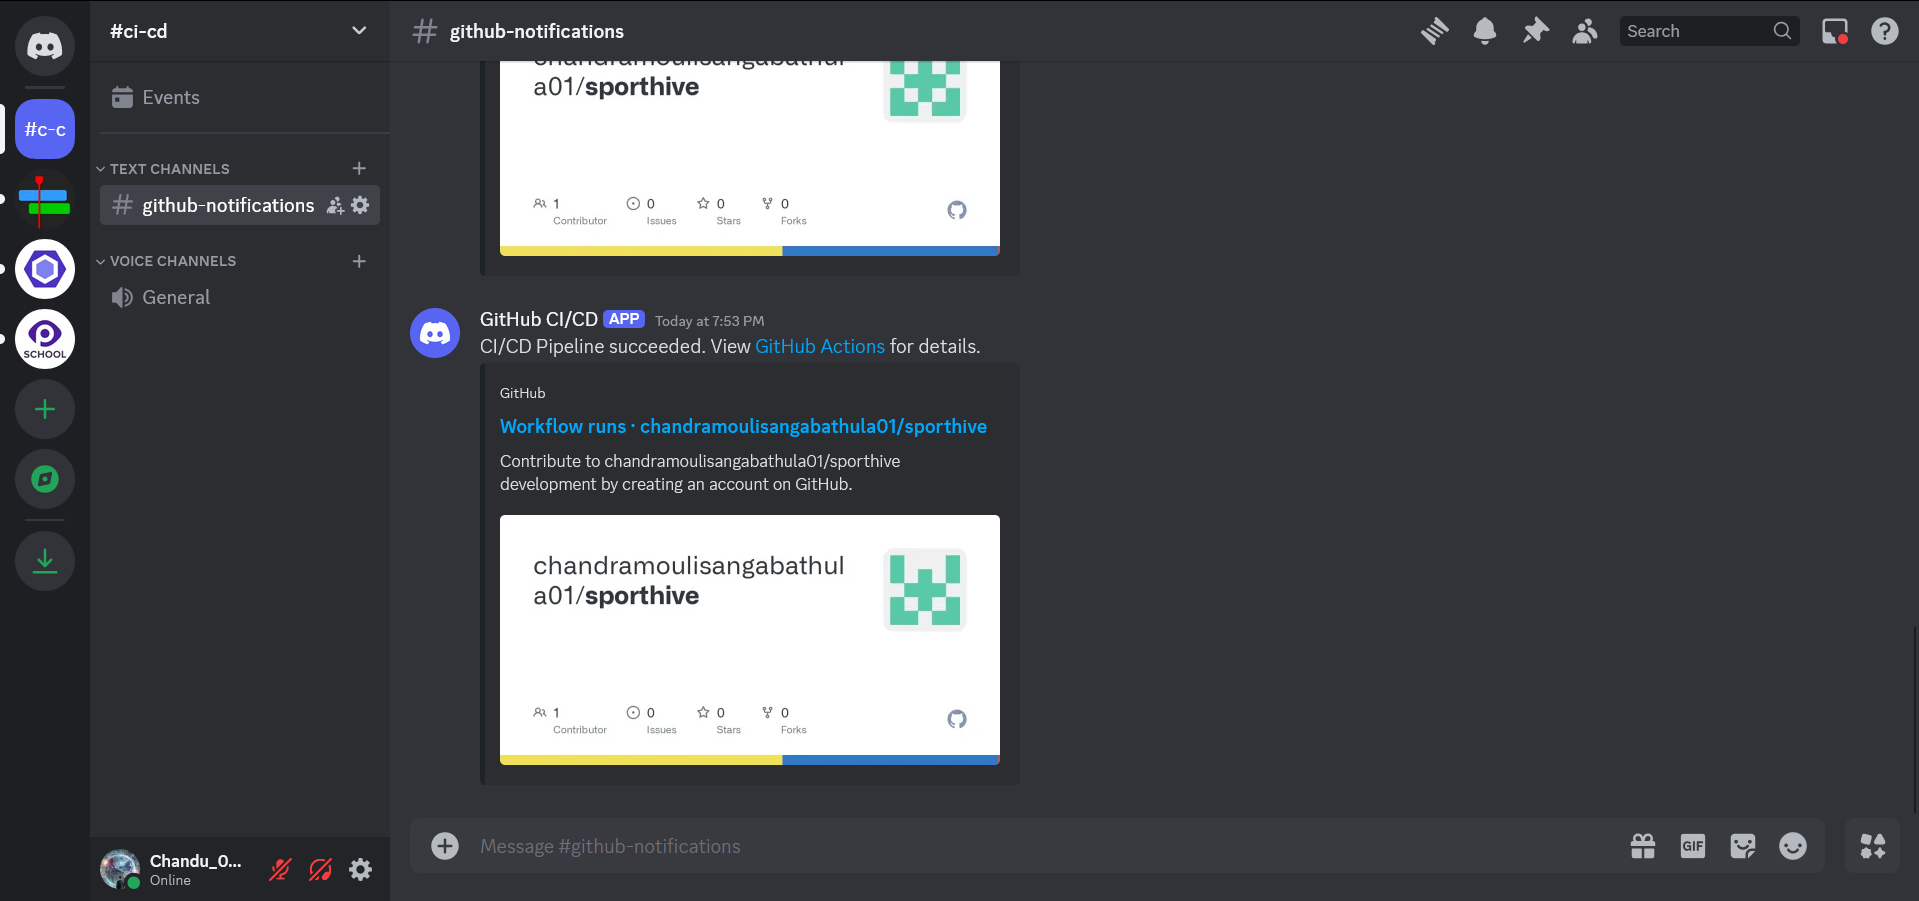 #ci-cd
github-notifications
Search
#c-c
Events
TEXT CHANNELS
github-notifications
VOICE CHANNELS
General
SCHOOL
chandramoulisangabathul
a01/sporthive
1
Contributor
0
Issues
0
Stars
0
Forks
GitHub CI/CD APP Today at 7:53 PM
CI/CD Pipeline succeeded. View GitHub Actions for details.
GitHub
Workflow runs · chandramoulisangabathula01/sporthive
Contribute to chandramoulisangabathula01/sporthive
development by creating an account on GitHub.
chandramoulisangabathul
a01/sporthive
1
Contributor
0
Issues
0
Stars
0
Forks
Chandu_0...
Online
Message #github-notifications
GIF